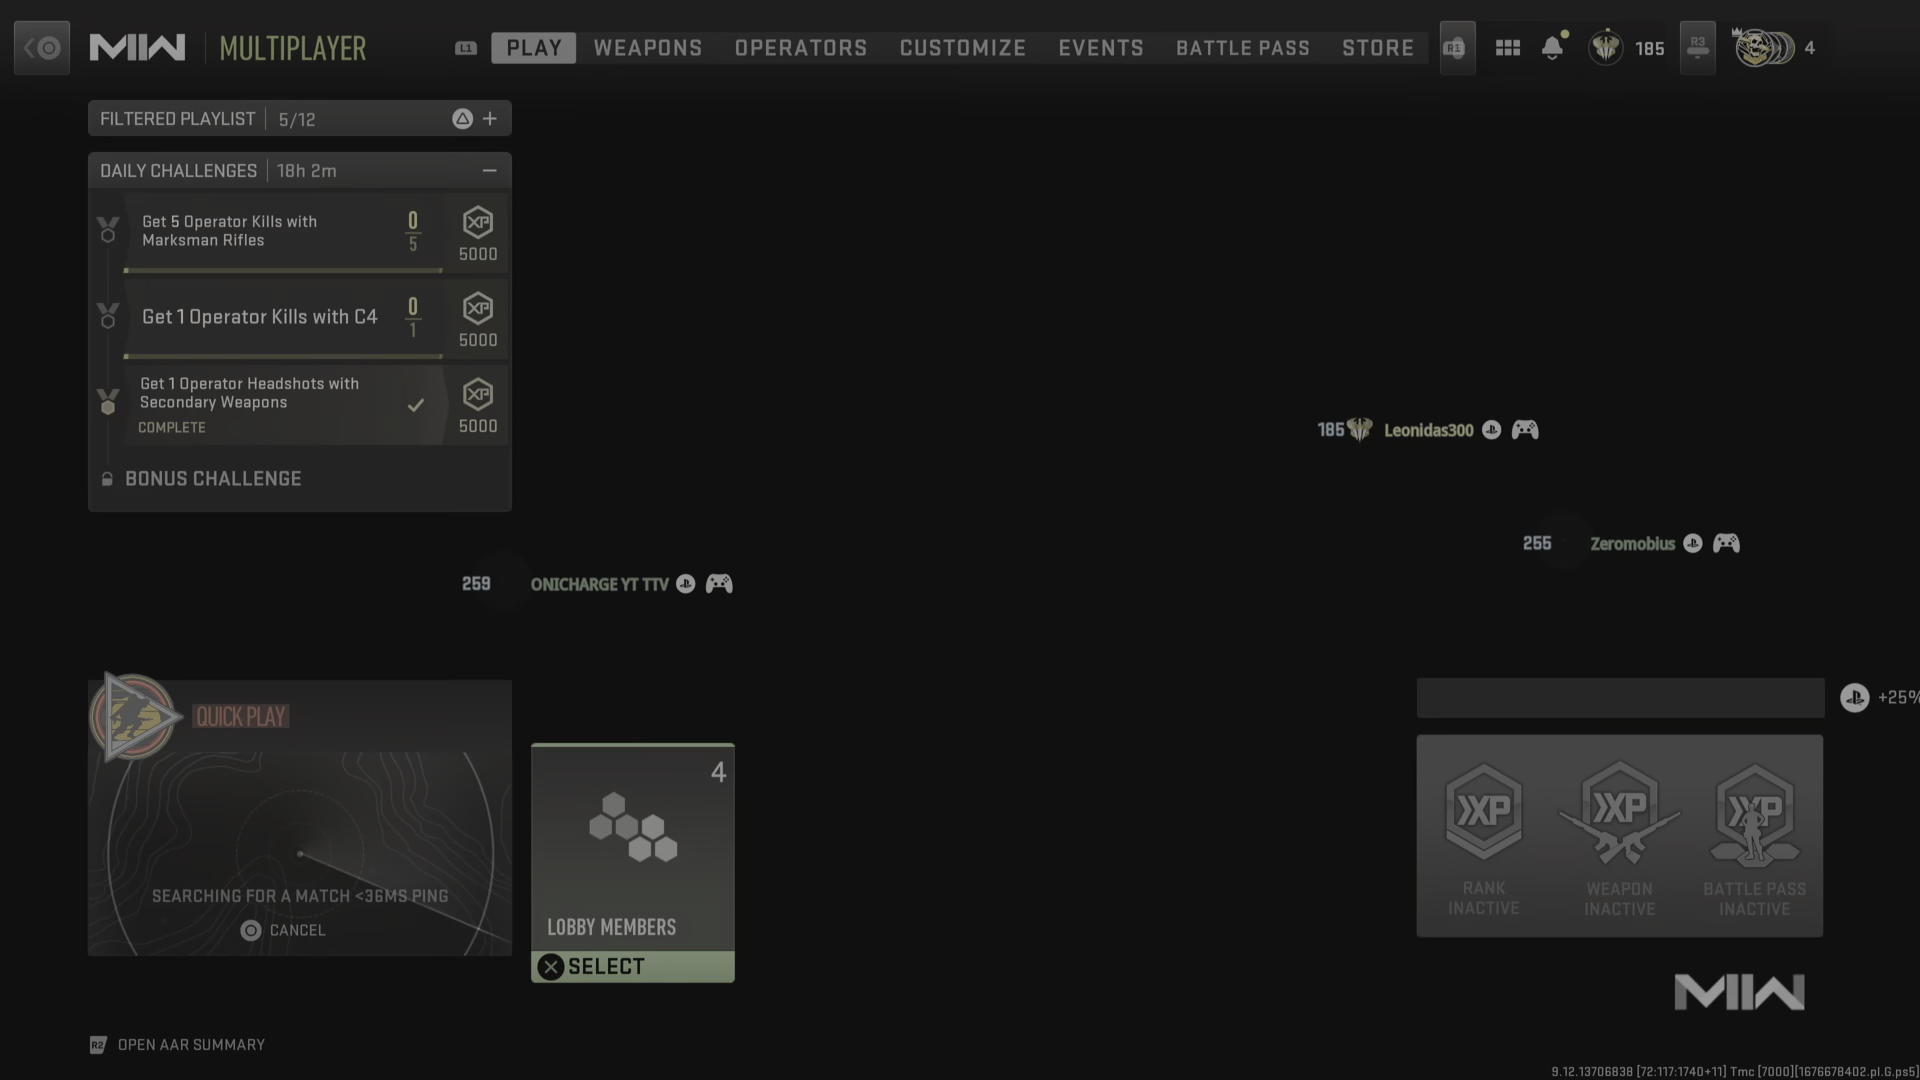 MW MULTIPLAYER
L1 PLAY WEAPONS OPERATORS CUSTOMIZE EVENTS BATTLE PASS STORE R1 185 R3 4
FILTERED PLAYLIST 5/12
DAILY CHALLENGES 18h 2m
Get 5 Operator Kills with
Marksman Rifles
0
5
XP
5000
Get 1 Operator Kills with C4
0
1
XP
5000
Get 1 Operator Headshots with
Secondary Weapons
COMPLETE
XP
5000
BONUS CHALLENGE
185 Leonidas300
255 Zeromobius
259 ONICHARGE YT TTV
QUICK PLAY
SEARCHING FOR A MATCH <36MS PING
CANCEL
4
LOBBY MEMBERS
SELECT
+25%
XP
RANK
INACTIVE
XP
WEAPON
INACTIVE
XP
BATTLE PASS
INACTIVE
MW
R2 OPEN AAR SUMMARY
9.12.13706838 [72:117:1740+11] Tmc [7000][1676678402.pl.G.ps5]